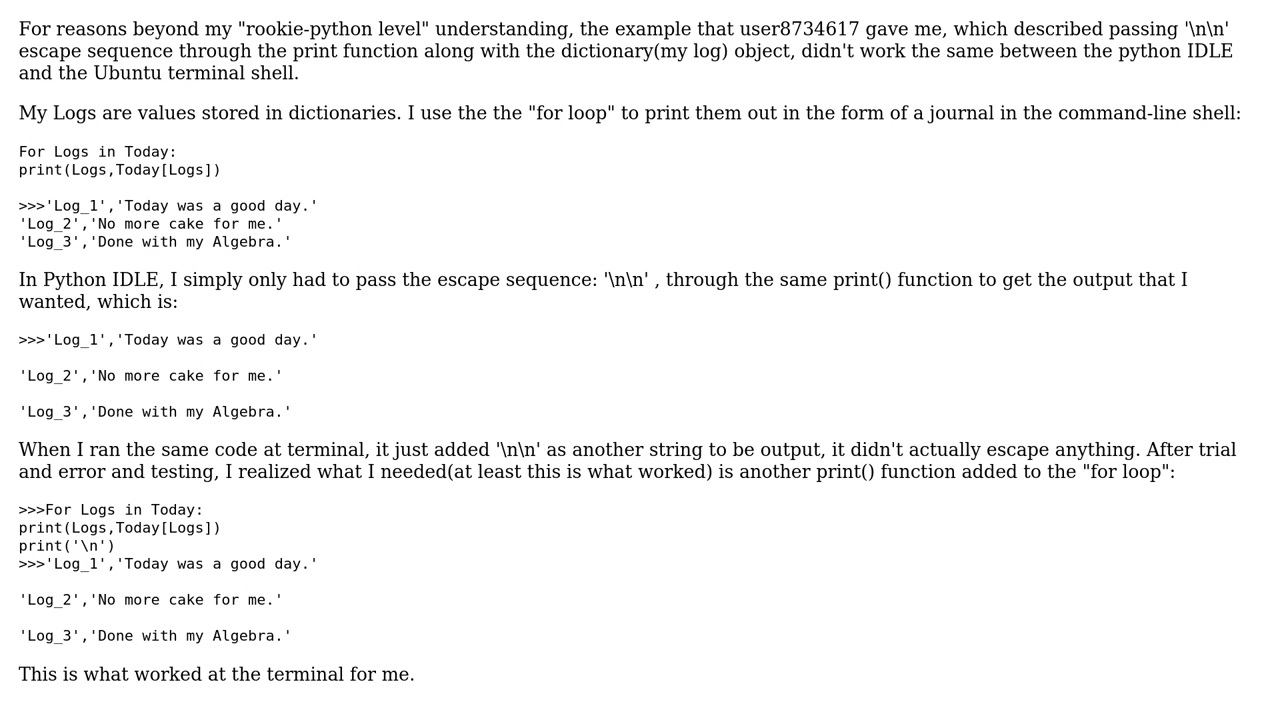 For reasons beyond my "rookie-python level" understanding, the example that user8734617 gave me, which described passing '\n\n'
escape sequence through the print function along with the dictionary(my log) object, didn't work the same between the python IDLE
and the Ubuntu terminal shell.
My Logs are values stored in dictionaries. I use the the "for loop" to print them out in the form of a journal in the command-line shell:
For Logs in Today:
print(Logs,Today[Logs])
>>>'Log_1','Today was a good day.'
'Log_2','No more cake for me.'
'Log_3','Done with my Algebra.'
In Python IDLE, I simply only had to pass the escape sequence: '\n\n' , through the same print() function to get the output that I
wanted, which is:
>>>'Log_1','Today was a good day.'
'Log_2','No more cake for me.'
'Log_3','Done with my Algebra.'
When I ran the same code at terminal, it just added '\n\n' as another string to be output, it didn't actually escape anything. After trial
and error and testing, I realized what I needed(at least this is what worked) is another print() function added to the "for loop":
>>>For Logs in Today:
print(Logs,Today[Logs])
print('\n')
>>>'Log_1','Today was a good day.'
'Log_2','No more cake for me.'
'Log_3','Done with my Algebra.'
This is what worked at the terminal for me.